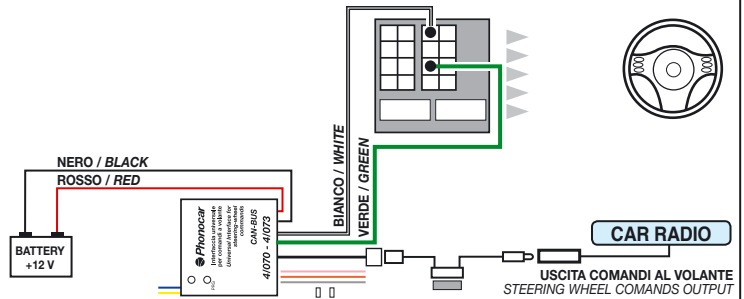 NERO / BLACK
ROSSO / RED
BATTERY
+12 V
Phonocar
Interfaccia universale
per comandi a volante
Universal interface for
steering-wheel
commands
CAN-BUS
4/070 - 4/073
PRG
BIANCO / WHITE
VERDE / GREEN
CAR RADIO
USCITA COMANDI AL VOLANTE
STEERING WHEEL COMANDS OUTPUT